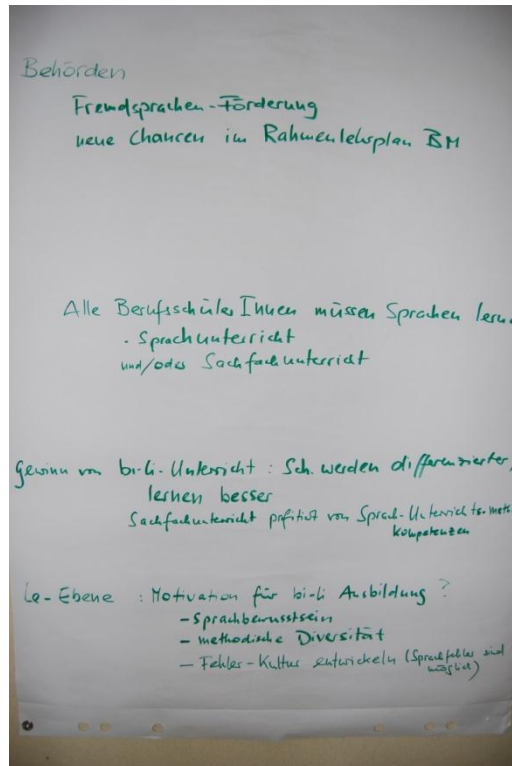 Behörden
Fremdsprachen-Förderung
neue Chancen im Rahmenlehrplan BM
Alle BerufsschülerInnen müssen Sprachen lern
. Sprachunterricht
und/oder Sachfachunterricht
Gewinn von bi-li-Unterricht : Sch. werden differenzierter,
lernen besser
Sachfachunterricht profitiert von Sprach-Unterrichts-meth.
kompetenzen
Le-Ebene : Motivation für bi-li Ausbildung ?
- Sprachbewusstsein
- methodische Diversität
- Fehler-Kultur entwickeln (Sprachfehler sind
möglich)